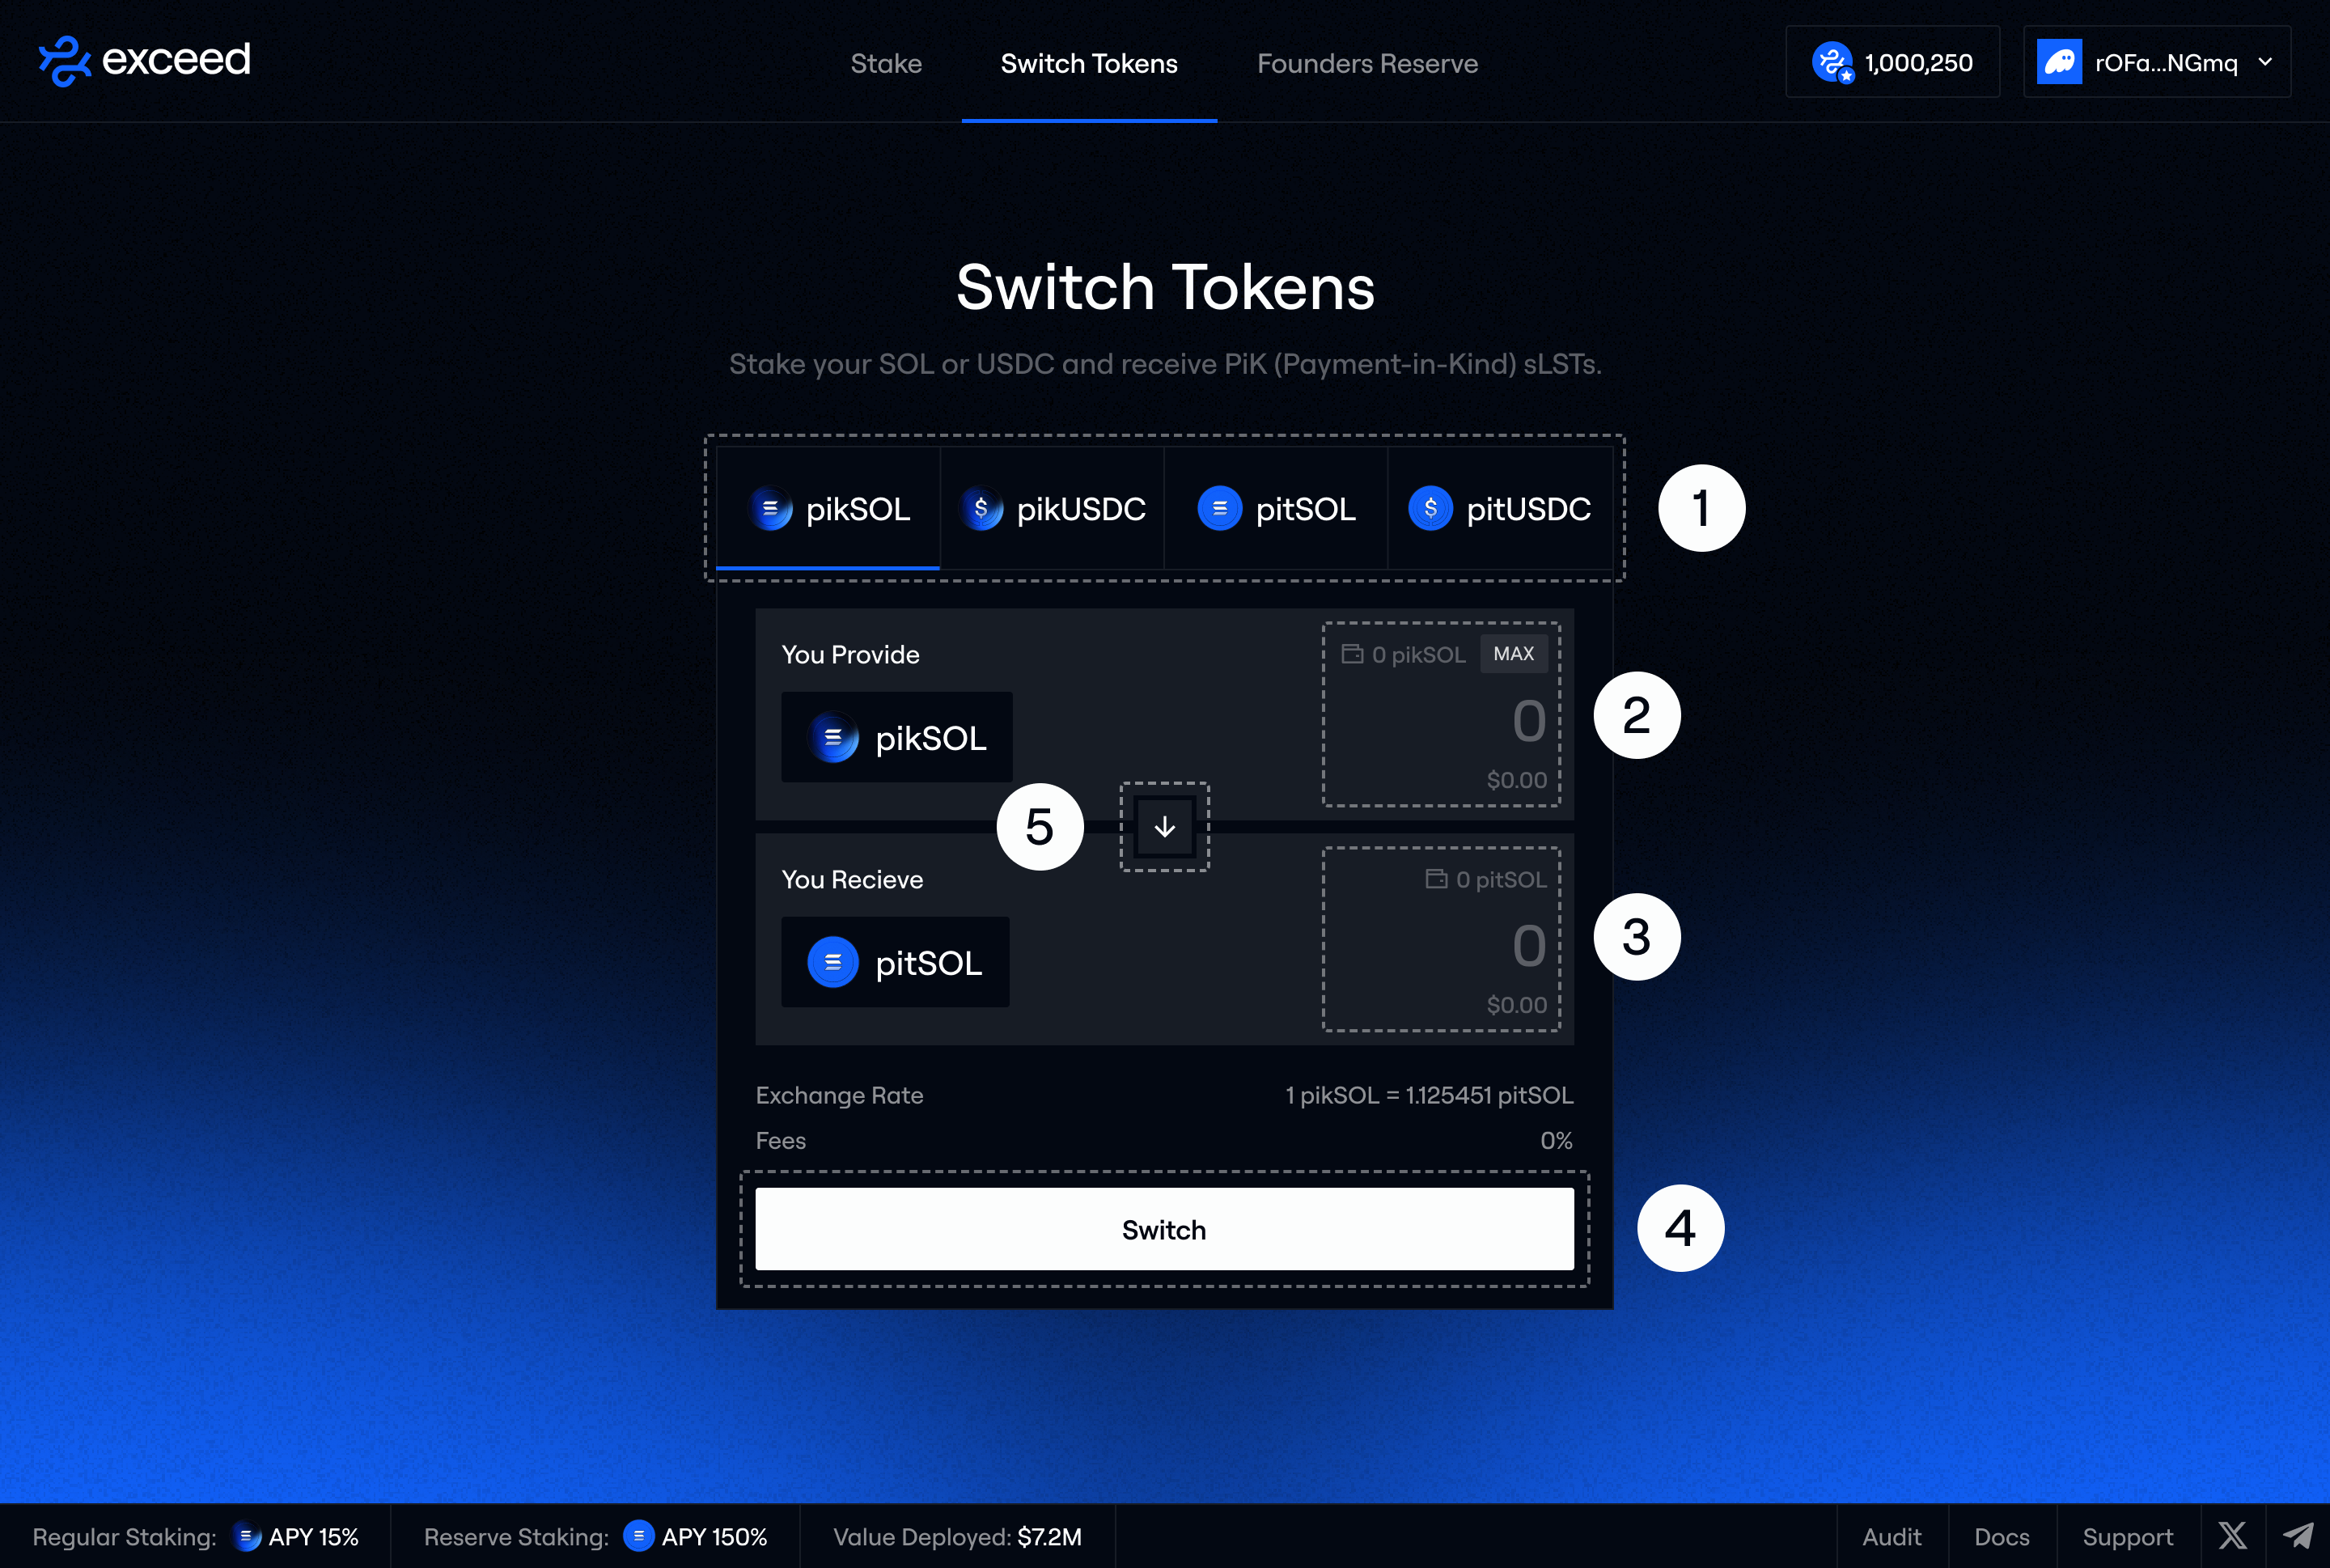 exceed
Stake
Switch Tokens
Founders Reserve
1,000,250
rOFa...NGmq
Switch Tokens
Stake your SOL or USDC and receive PiK (Payment-in-Kind) sLSTs.
pikSOL
pikUSDC
pitSOL
pitUSDC
1
You Provide
0 pikSOL
MAX
pikSOL
0
$0.00
2
5
You Recieve
0 pitSOL
pitSOL
0
$0.00
3
Exchange Rate
1 pikSOL = 1.125451 pitSOL
Fees
0%
Switch
4
Regular Staking: APY 15%
Reserve Staking: APY 150%
Value Deployed: $7.2M
Audit
Docs
Support